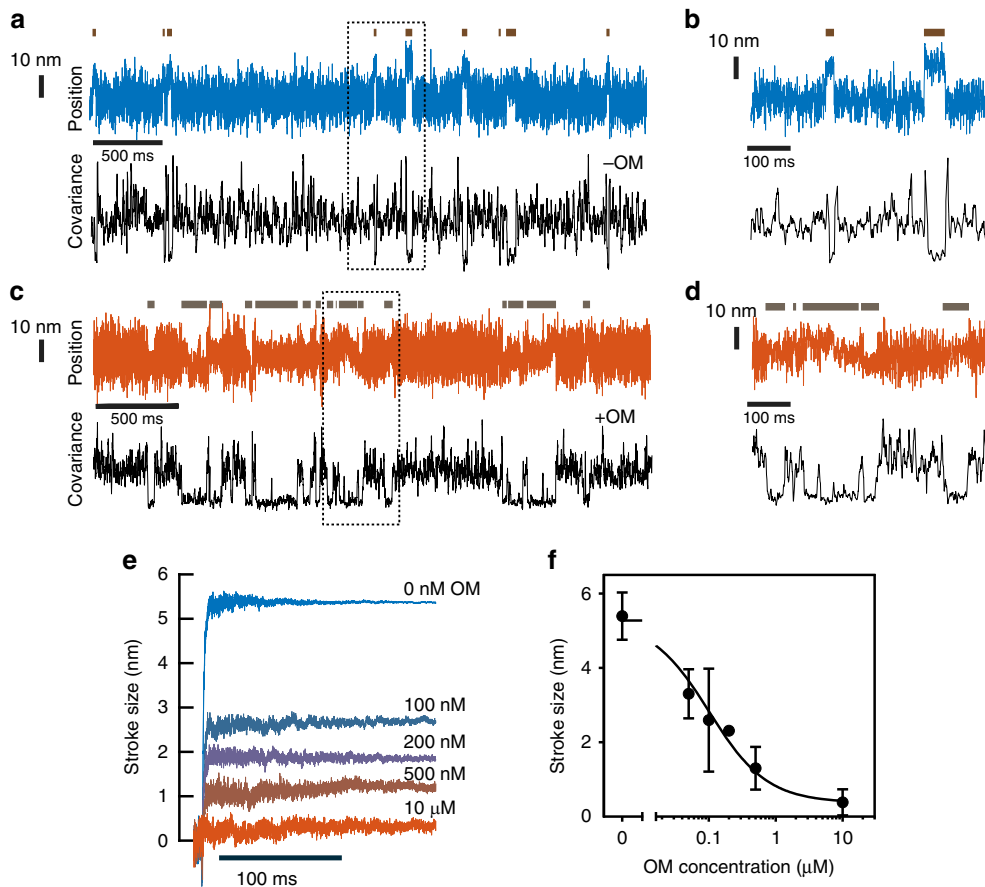 a
10 nm
Position
500 ms
–OM
Covariance
b
10 nm
100 ms
c
10 nm
Position
500 ms
+OM
Covariance
d
10 nm
100 ms
e
6
5
4
3
2
1
0
Stroke size (nm)
0 nM OM
100 nM
200 nM
500 nM
10 μM
100 ms
f
6
4
2
0
Stroke size (nm)
0 0.1 1 10
OM concentration (μM)